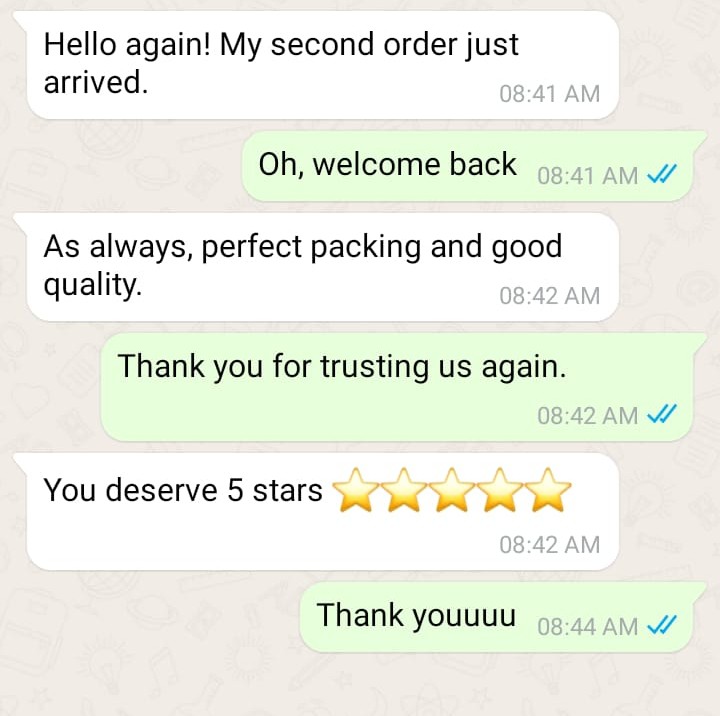 Hello again! My second order just
arrived.
08:41 AM
Oh, welcome back 08:41 AM
As always, perfect packing and good
quality.
08:42 AM
Thank you for trusting us again.
08:42 AM
You deserve 5 stars ⭐⭐⭐⭐⭐
08:42 AM
Thank youuuu 08:44 AM